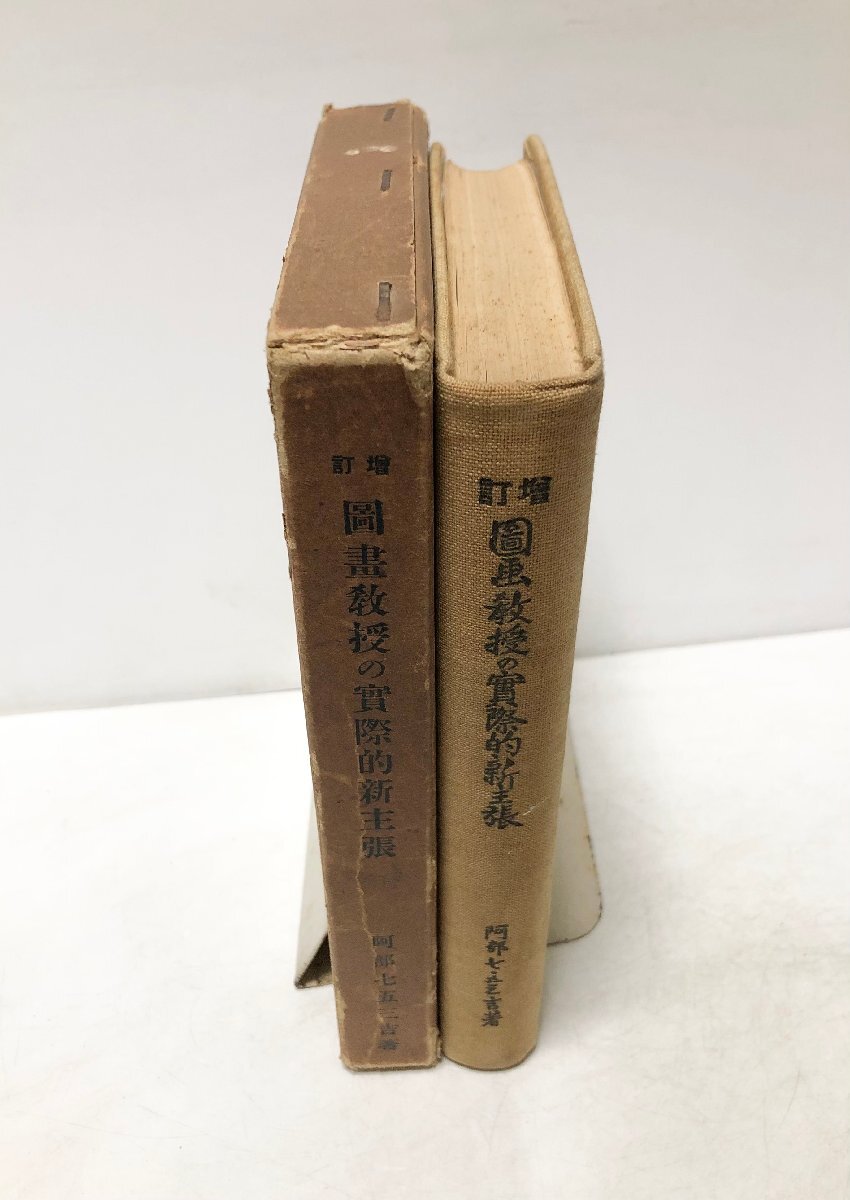 訂增
圖畫教授の實際的新主張
阿部七五三吉著
訂增
圖画教授の實際的新主張
阿部七五三吉著